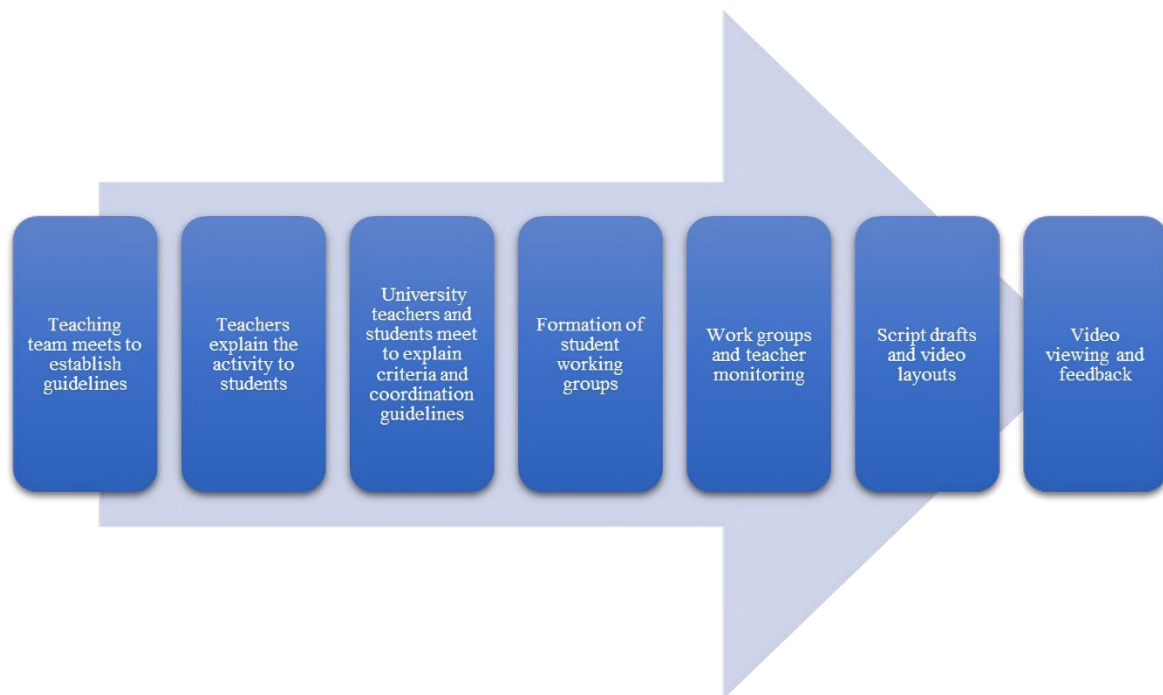 Teaching
team meets to
establish
guidelines
Teachers
explain the
activity to
students
University
teachers and
students meet
to explain
criteria and
coordination
guidelines
Formation of
student
working
groups
Work groups
and teacher
monitoring
Script drafts
and video
layouts
Video
viewing and
feedback